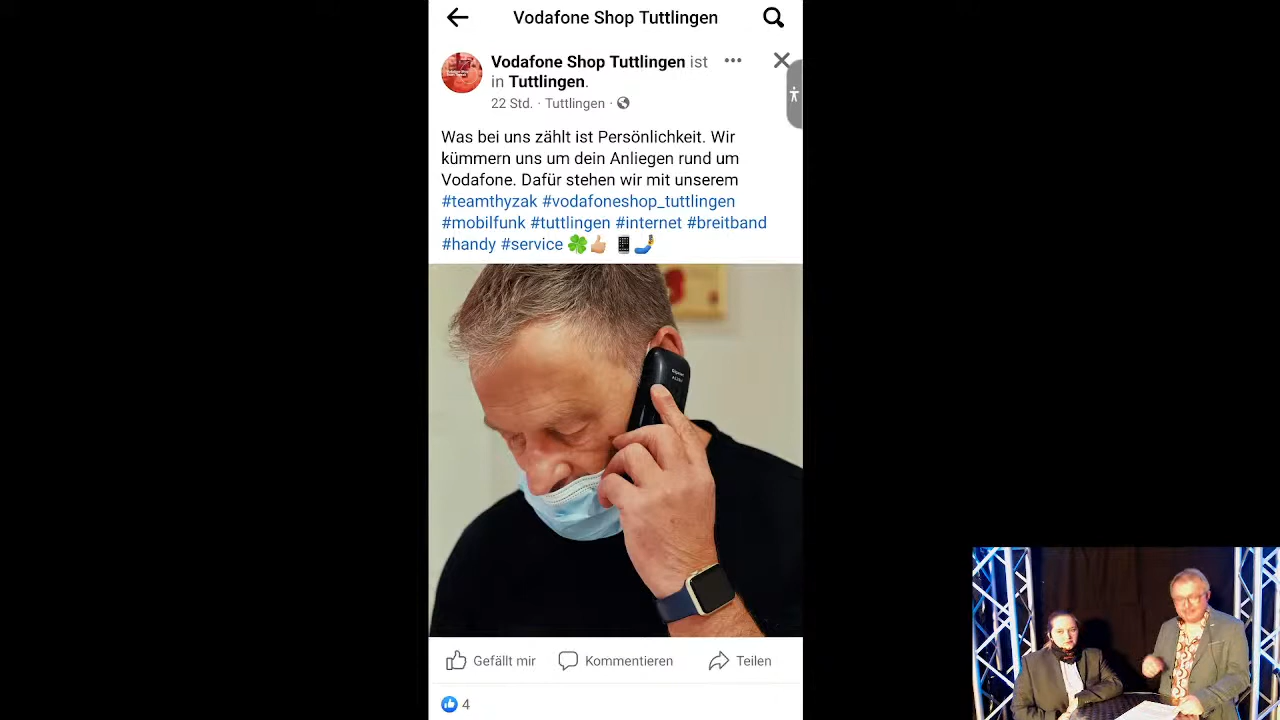 Vodafone Shop Tuttlingen
Vodafone Shop Tuttlingen ist
in Tuttlingen.
22 Std. · Tuttlingen ·
Was bei uns zählt ist Persönlichkeit. Wir
kümmern uns um dein Anliegen rund um
Vodafone. Dafür stehen wir mit unserem
#teamthyzak #vodafoneshop_tuttlingen
#mobilfunk #tuttlingen #internet #breitband
#handy #service 🍀👍🏼 📱🤳
Gigaset
Gefällt mir
Kommentieren
Teilen
4